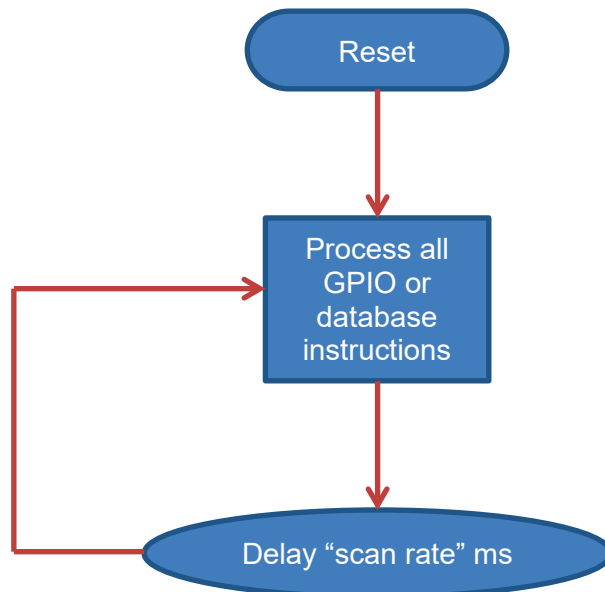 Reset
Process all
GPIO or
database
instructions
Delay “scan rate” ms